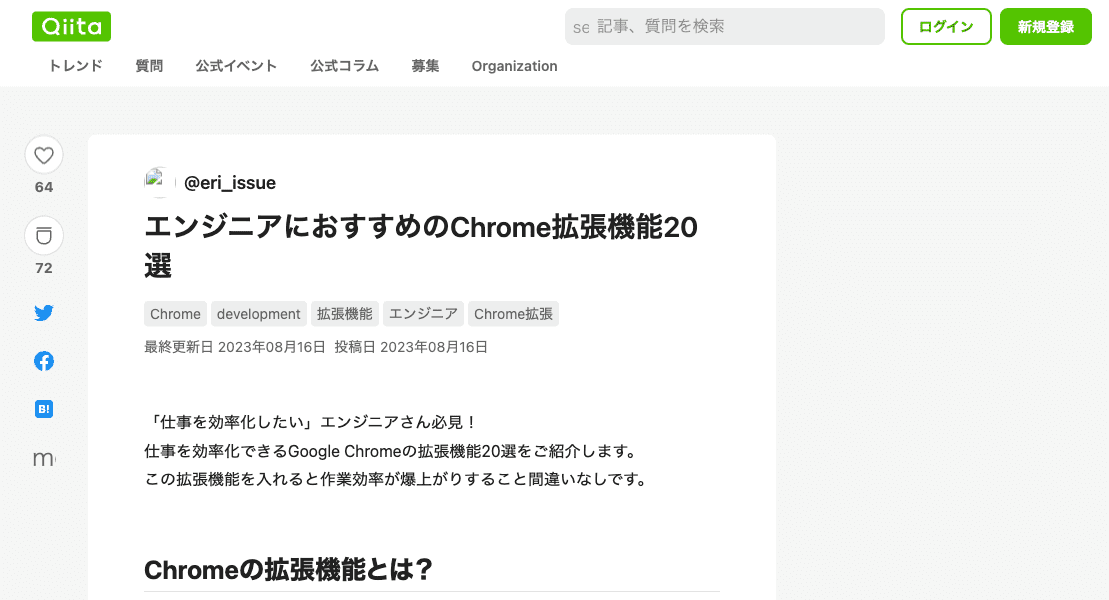 Qiita
se 記事、質問を検索
ログイン
新規登録
トレンド 質問 公式イベント 公式コラム 募集 Organization
64
72
B!
@eri_issue
エンジニアにおすすめのChrome拡張機能20
選
Chrome development 拡張機能 エンジニア Chrome拡張
最終更新日 2023年08月16日 投稿日 2023年08月16日
「仕事を効率化したい」エンジニアさん必見！
仕事を効率化できるGoogle Chromeの拡張機能20選をご紹介します。
この拡張機能を入れると作業効率が爆上がりすること間違いなしです。
Chromeの拡張機能とは？